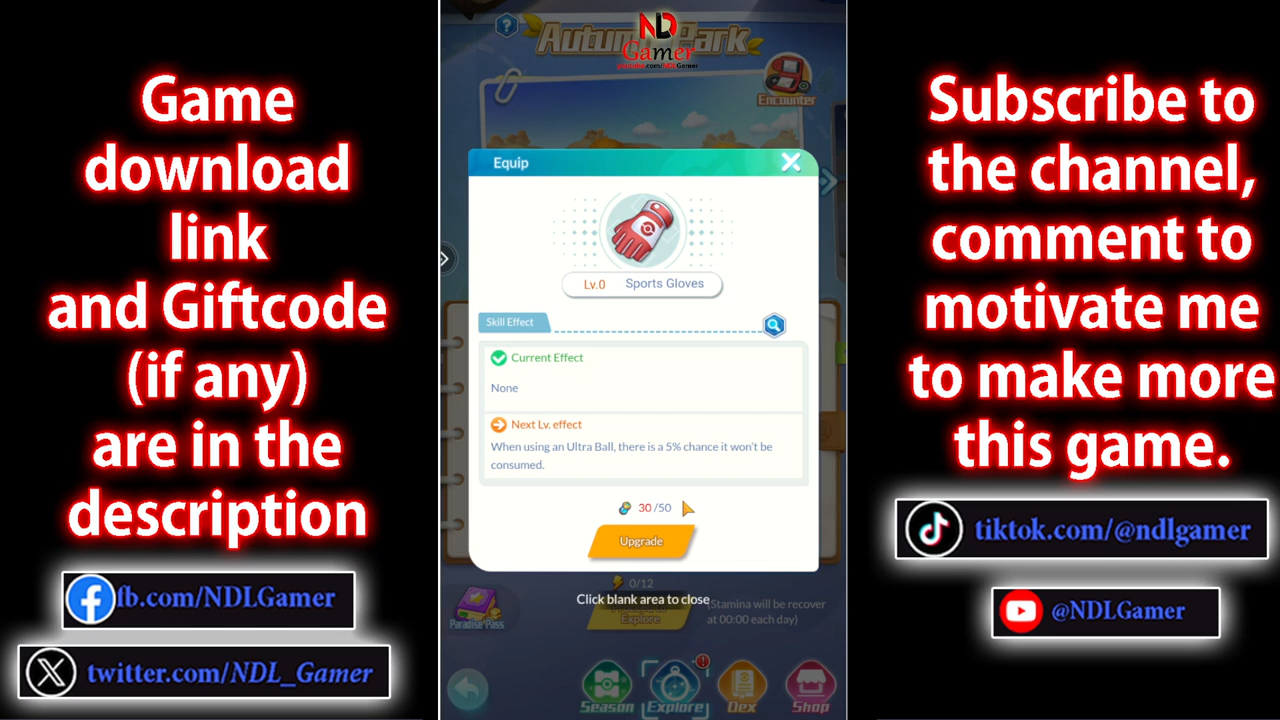 Game
download
link
and Giftcode
(if any)
are in the
description
fb.com/NDLGamer
twitter.com/NDL_Gamer
?
Autumn Park
ND
Gamer
Encounter
Equip
Lv.0 Sports Gloves
Skill Effect
Current Effect
None
Next Lv. effect
When using an Ultra Ball, there is a 5% chance it won't be
consumed.
30/50
Upgrade
0/12
Click blank area to close
Explore
(Stamina will be recover
at 00:00 each day)
Paradise Pass
Season
Explore
Dex
Shop
Subscribe to
the channel,
comment to
motivate me
to make more
this game.
tiktok.com/@ndlgamer
@NDLGamer